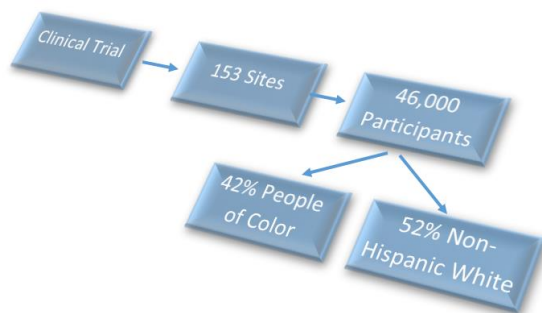 Clinical Trial
153 Sites
46,000
Participants
42% People
of Color
52% Non-
Hispanic White